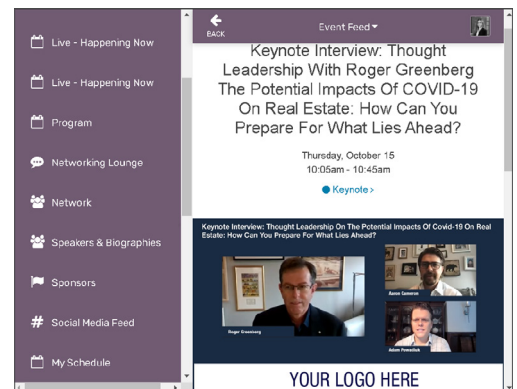 Live - Happening Now
Live - Happening Now
Program
Networking Lounge
Network
Speakers & Biographies
Sponsors
# Social Media Feed
My Schedule
BACK
Event Feed
Keynote Interview: Thought
Leadership With Roger Greenberg
The Potential Impacts Of COVID-19
On Real Estate: How Can You
Prepare For What Lies Ahead?
Thursday, October 15
10:05am - 10:45am
Keynote >
Keynote Interview: Thought Leadership On The Potential Impacts Of Covid-19 On Real
Estate: How Can You Prepare For What Lies Ahead?
Roger Greenberg
Aaron Cameron
Adam Powadiuk
YOUR LOGO HERE